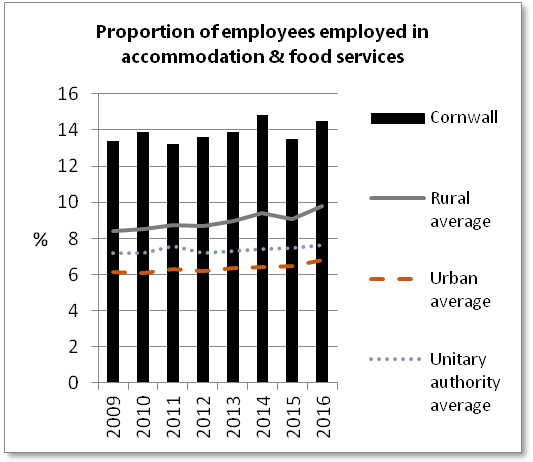 Proportion of employees employed in
accommodation & food services
16
14
12
10
8
6
4
2
0
%
2009
2010
2011
2012
2013
2014
2015
2016
Cornwall
Rural
average
Urban
average
Unitary
authority
average